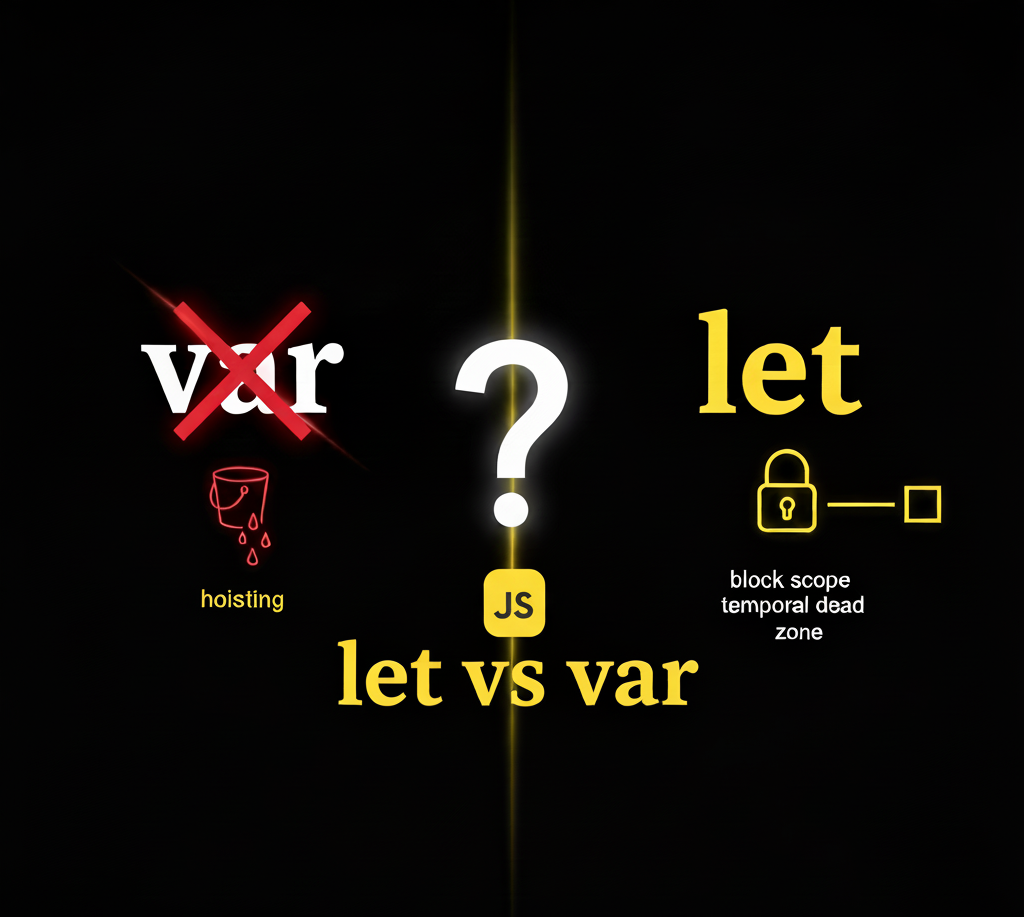 var
hoisting
?
JS
let vs var
let
block scope
temporal dead
zone